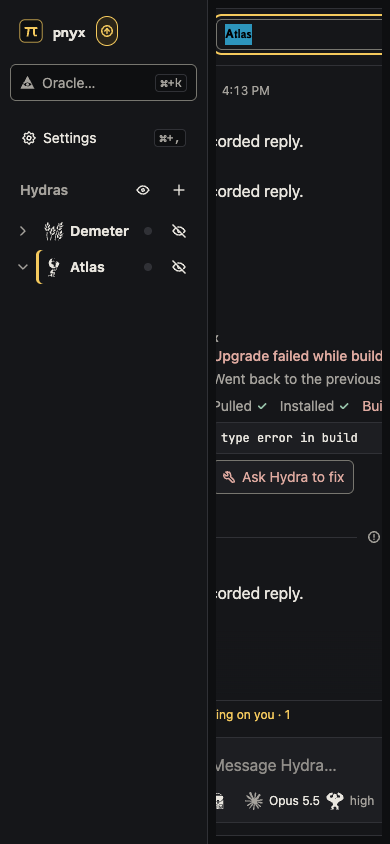 π pnyx
Atlas
Oracle... ⌘+k
4:13 PM
Settings ⌘+,
corded reply.
Hydras
corded reply.
Demeter
Atlas
Upgrade failed while build
Went back to the previous
Pulled ✓ Installed ✓ Bui
type error in build
Ask Hydra to fix
corded reply.
ing on you · 1
Message Hydra...
Opus 5.5 high